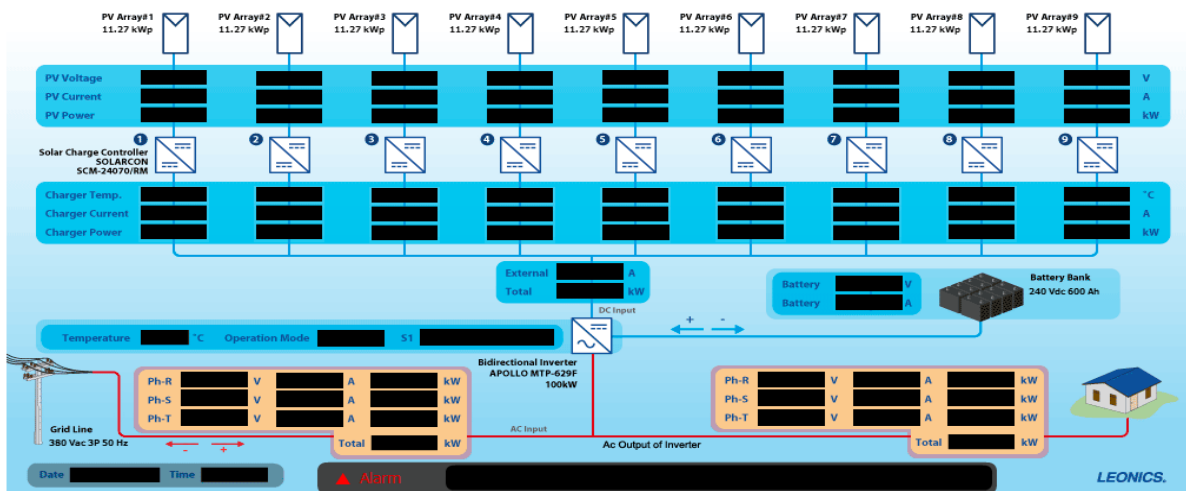 PV Array#1 PV Array#2 PV Array#3 PV Array#4 PV Array#5 PV Array#6 PV Array#7 PV Array#8 PV Array#9
11.27 kWp 11.27 kWp 11.27 kWp 11.27 kWp 11.27 kWp 11.27 kWp 11.27 kWp 11.27 kWp 11.27 kWp
PV Voltage V
PV Current A
PV Power kW
1 2 3 4 5 6 7 8 9
Solar Charge Controller
SOLARCON
SCM-24070/RM
Charger Temp. °C
Charger Current A
Charger Power kW
External A
Total kW
DC Input
Battery V
Battery A
Battery Bank
240 Vdc 600 Ah
+ -
Temperature °C Operation Mode S1
Bidirectional Inverter
APOLLO MTP-629F
100kW
Ph-R V A kW
Ph-S V A kW
Ph-T V A kW
Total kW
Grid Line
380 Vac 3P 50 Hz
- +
AC Input
Ac Output of Inverter
Ph-R V A kW
Ph-S V A kW
Ph-T V A kW
Total kW
Date Time
Alarm
LEONICS.